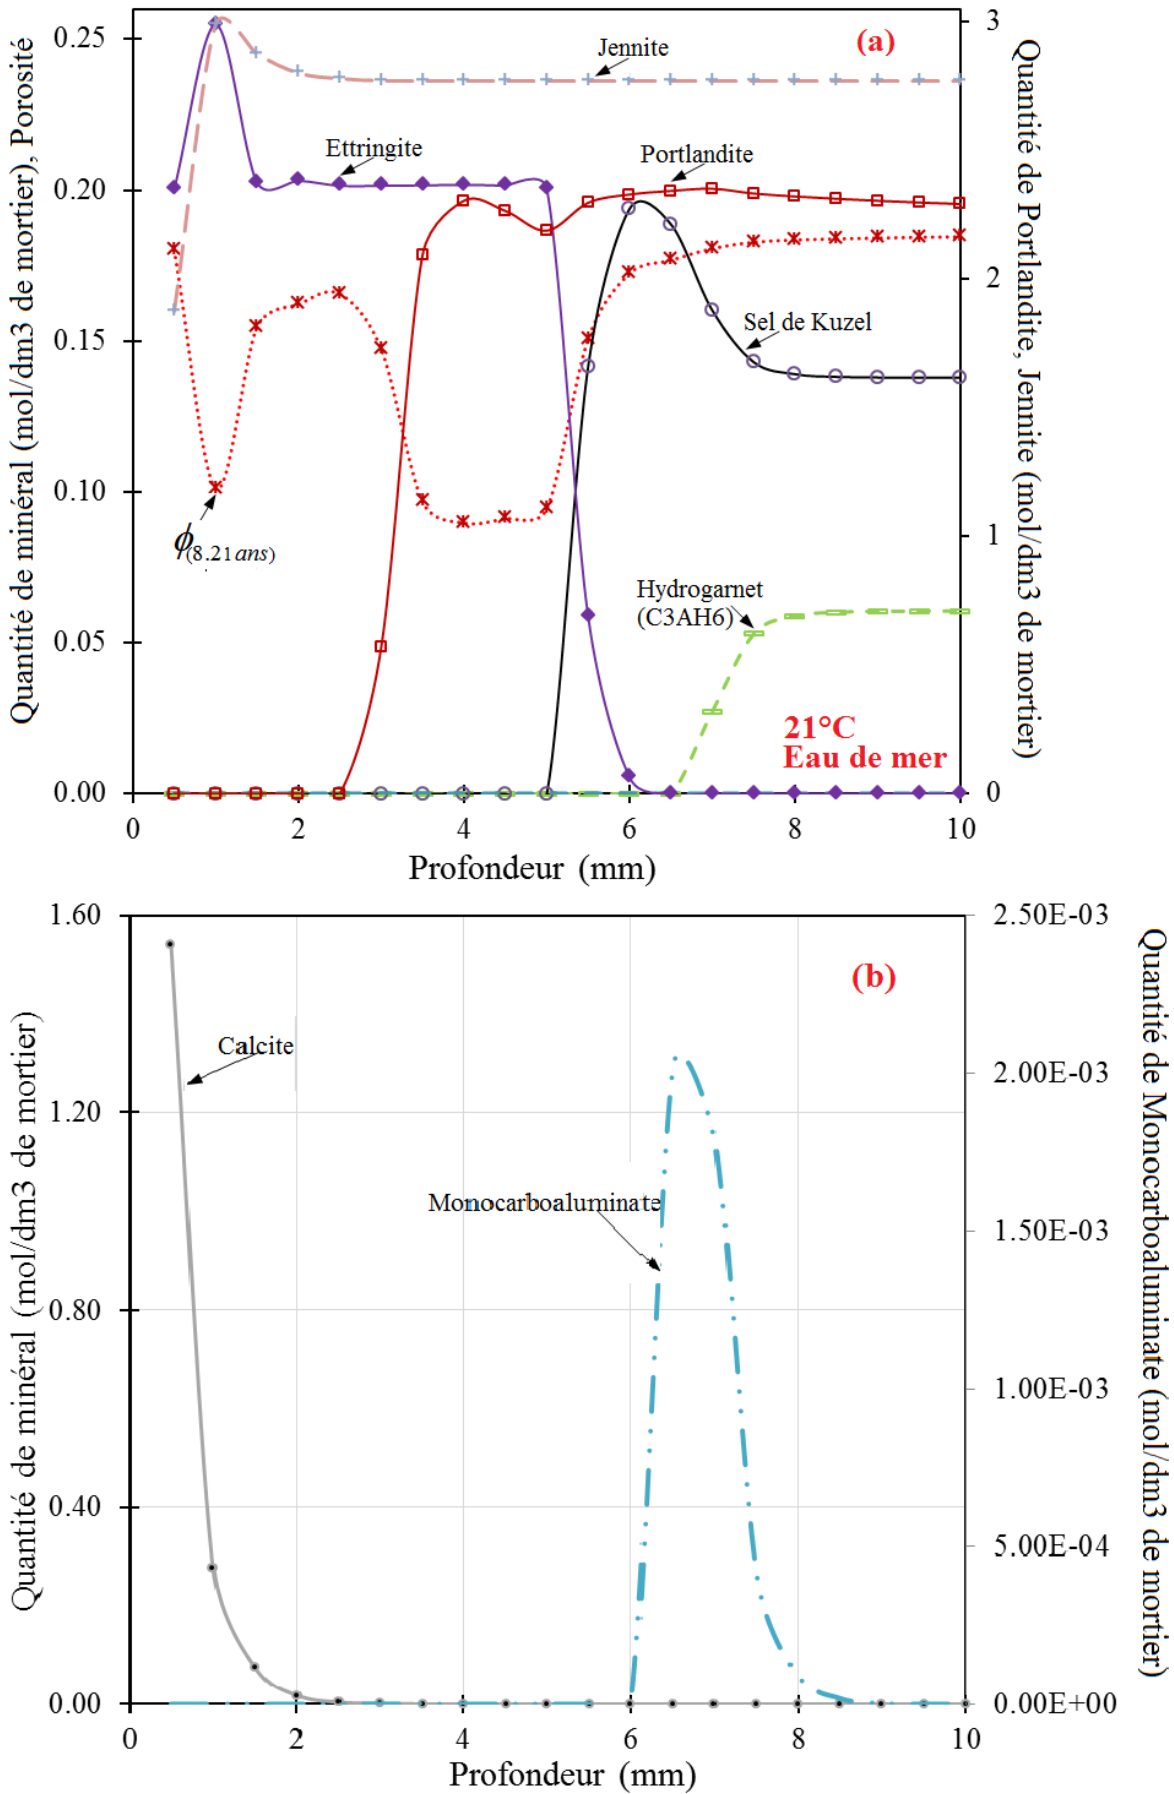 Quantité de minéral (mol/dm3 de mortier), Porosité
0.25
0.20
0.15
0.10
0.05
0.00
(a)
Jennite
Ettringite
Portlandite
Sel de Kuzel
ϕ(8.21ans)
Hydrogarnet
(C3AH6)
21°C
Eau de mer
3
2
1
0
Quantité de Portlandite, Jennite (mol/dm3 de mortier)
0 2 4 6 8 10
Profondeur (mm)
Quantité de minéral (mol/dm3 de mortier)
1.60
1.20
0.80
0.40
0.00
(b)
Calcite
Monocarboaluminate
2.50E-03
2.00E-03
1.50E-03
1.00E-03
5.00E-04
0.00E+00
Quantité de Monocarboaluminate (mol/dm3 de mortier)
0 2 4 6 8 10
Profondeur (mm)